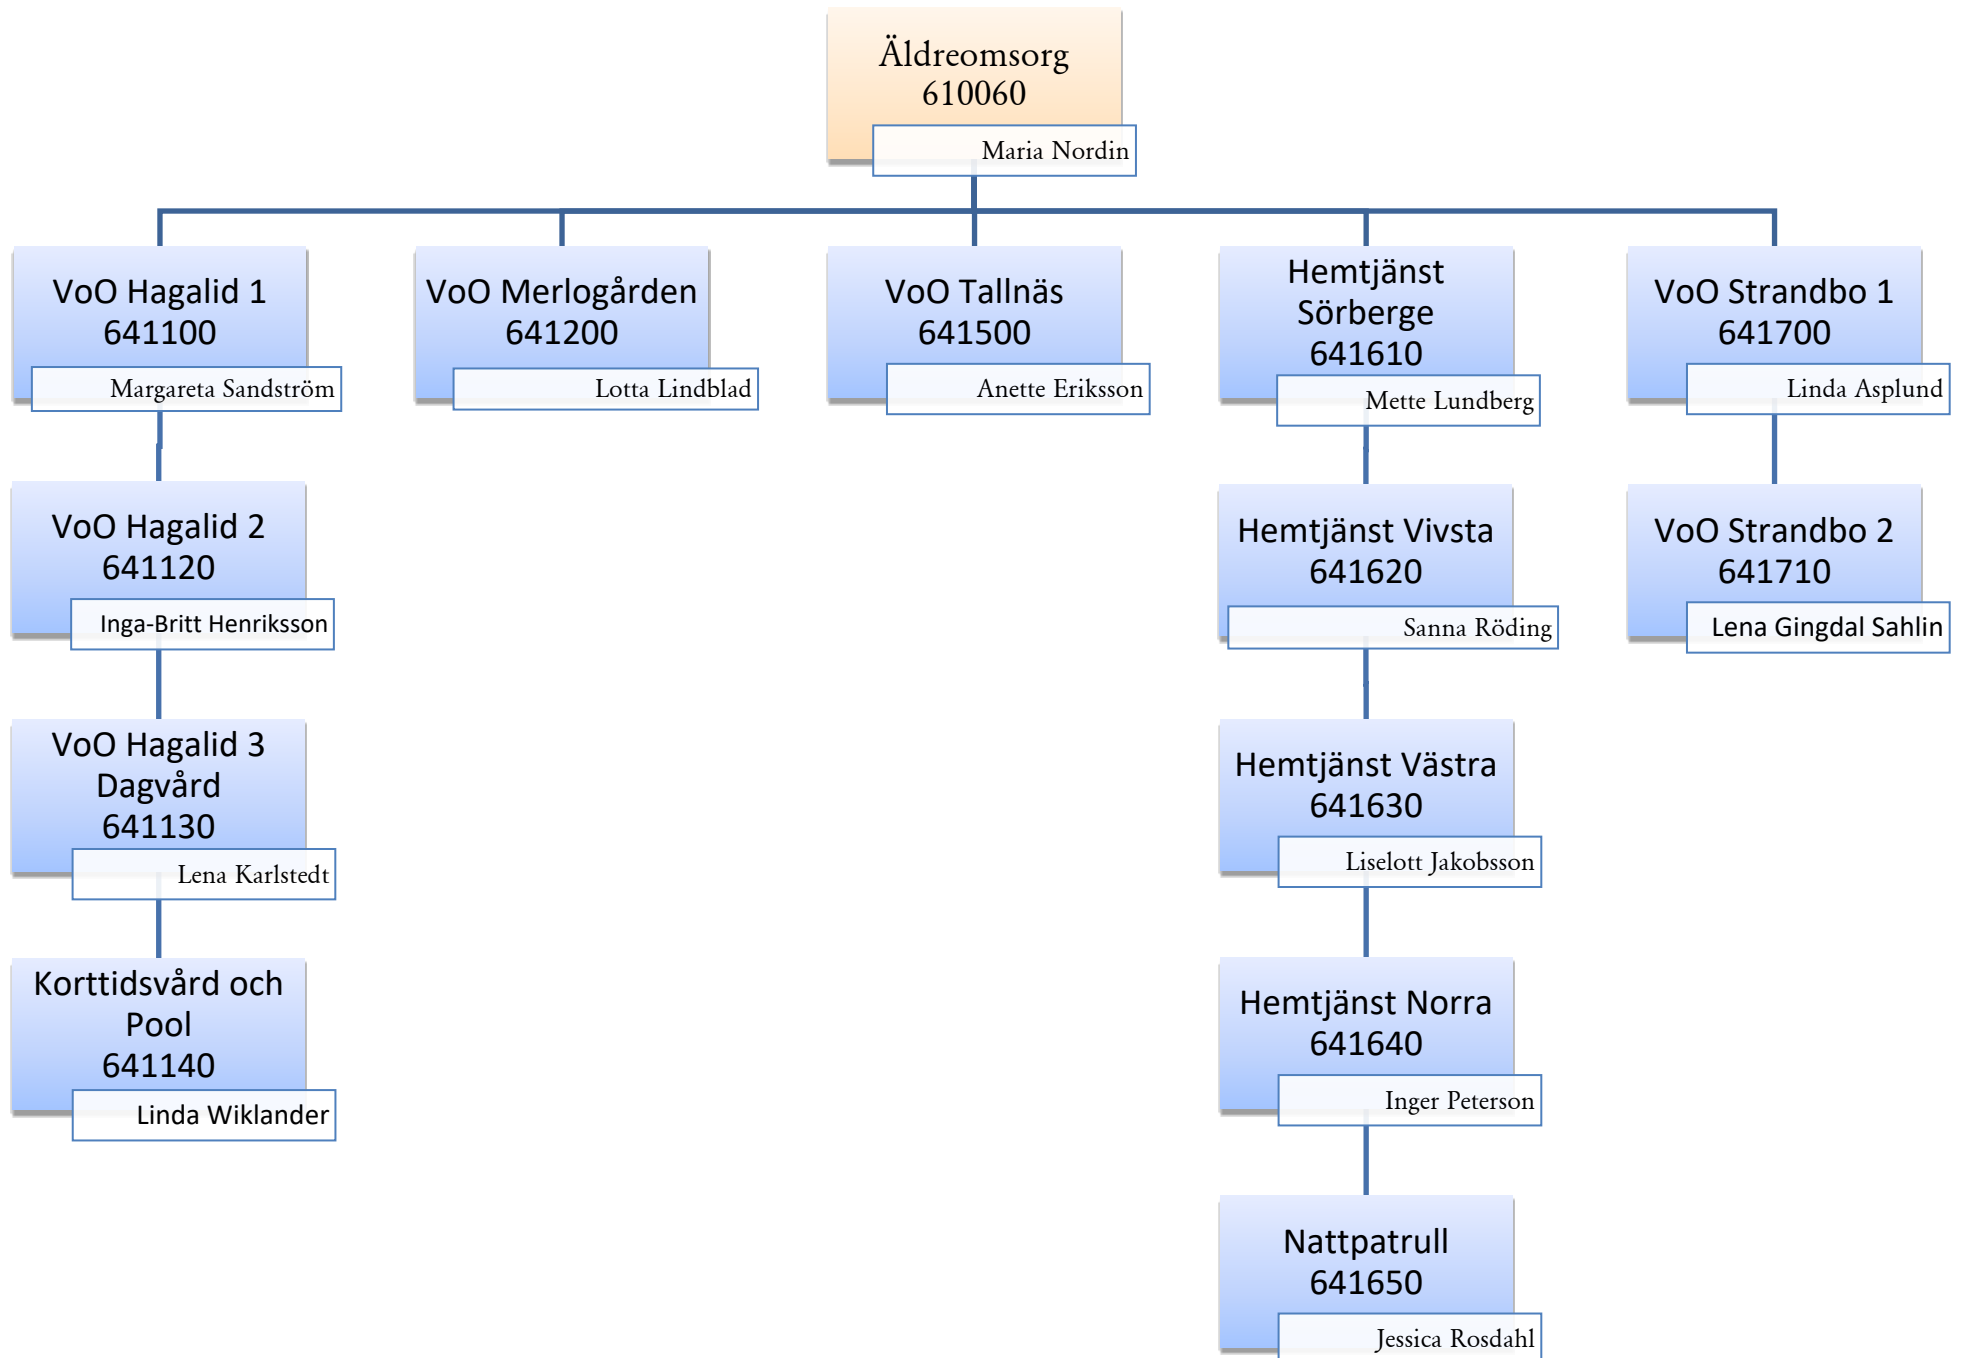 Äldreomsorg
610060
Maria Nordin
VoO Hagalid 1
641100
Margareta Sandström
VoO Merlogården
641200
Lotta Lindblad
VoO Tallnäs
641500
Anette Eriksson
Hemtjänst
Sörberge
641610
Mette Lundberg
VoO Strandbo 1
641700
Linda Asplund
VoO Hagalid 2
641120
Inga-Britt Henriksson
Hemtjänst Vivsta
641620
Sanna Röding
VoO Strandbo 2
641710
Lena Gingdal Sahlin
VoO Hagalid 3
Dagvård
641130
Lena Karlstedt
Hemtjänst Västra
641630
Liselott Jakobsson
Korttidsvård och
Pool
641140
Linda Wiklander
Hemtjänst Norra
641640
Inger Peterson
Nattpatrull
641650
Jessica Rosdahl